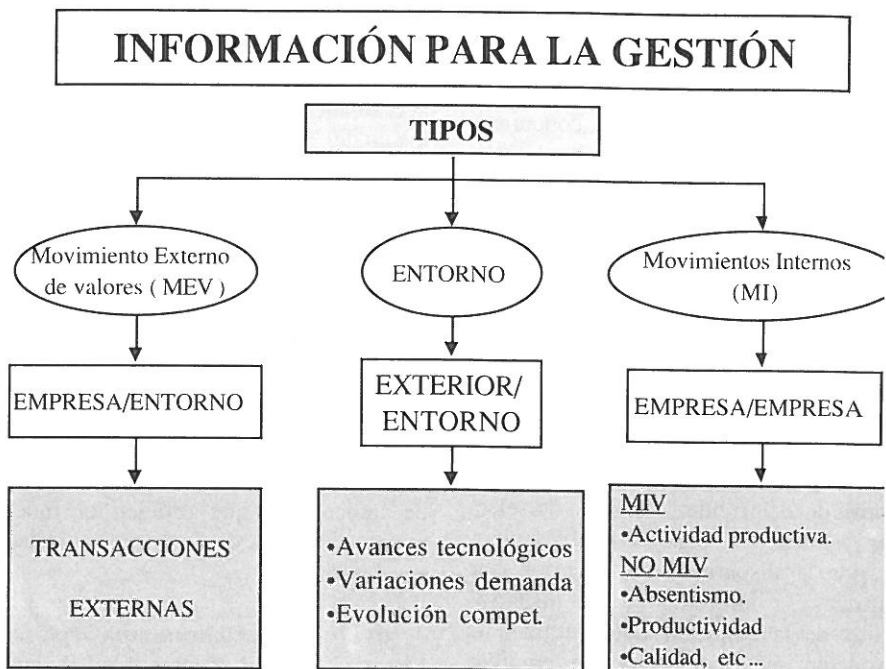 INFORMACIÓN PARA LA GESTIÓN
TIPOS
Movimiento Externo
de valores ( MEV )
EMPRESA/ENTORNO
TRANSACCIONES
EXTERNAS
ENTORNO
EXTERIOR/
ENTORNO
•Avances tecnológicos
•Variaciones demanda
•Evolución compet.
Movimientos Internos
(MI)
EMPRESA/EMPRESA
MIV
•Actividad productiva.
NO MIV
•Absentismo.
•Productividad
•Calidad, etc...